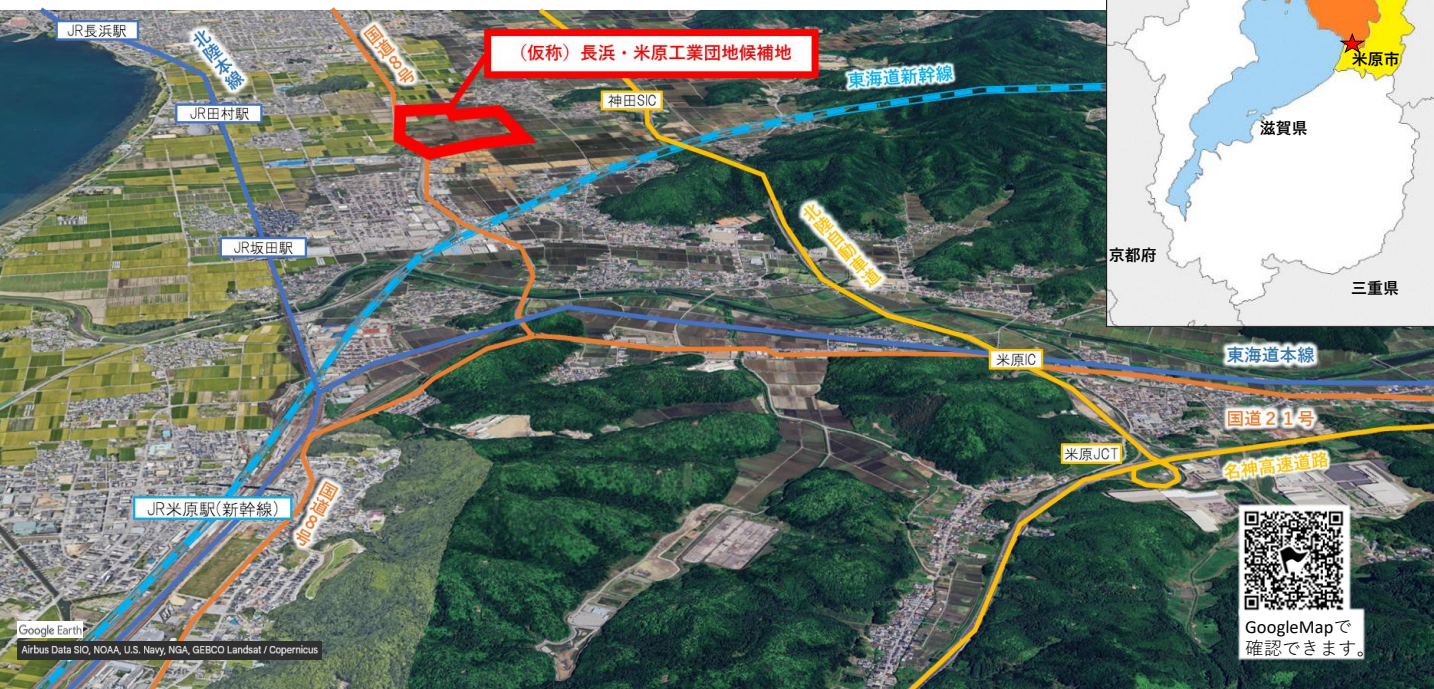 JR長浜駅
北陸本線
国道8号
（仮称）長浜・米原工業団地候補地
JR田村駅
神田SIC
東海道新幹線
JR坂田駅
北陸自動車道
米原IC
東海道本線
国道２１号
米原JCT
名神高速道路
JR米原駅(新幹線)
国道8号
米原市
滋賀県
京都府
三重県
GoogleMapで
確認できます。
Google Earth
Airbus Data SIO, NOAA, U.S. Navy, NGA, GEBCO Landsat / Copernicus